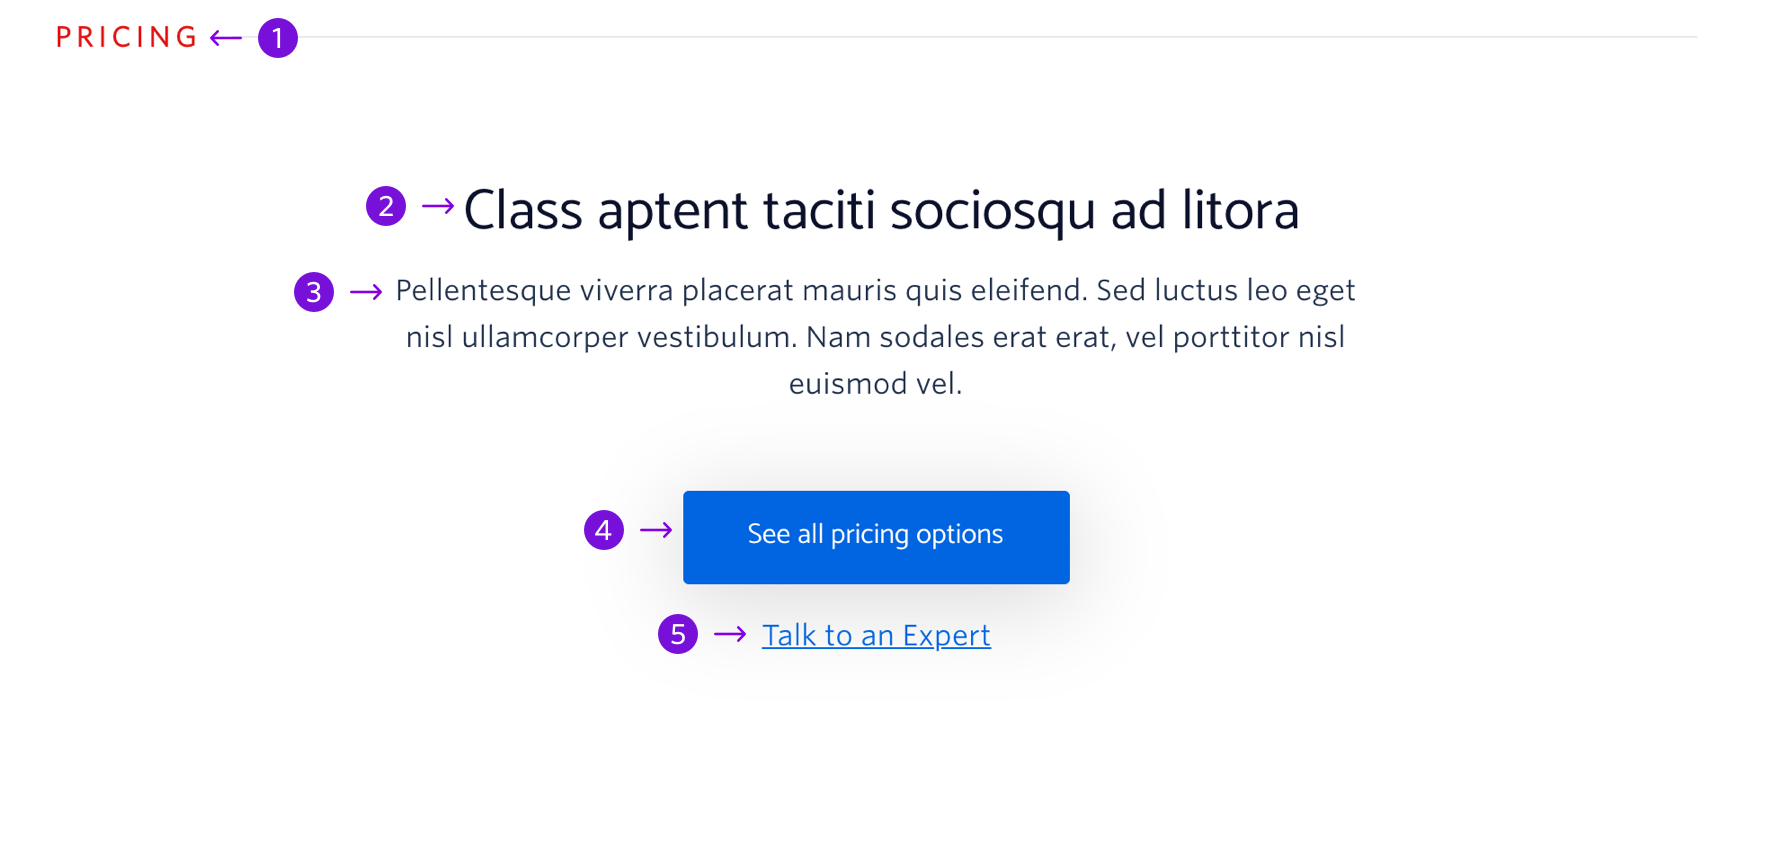 PRICING ← 1
2 → Class aptent taciti sociosqu ad litora
3 → Pellentesque viverra placerat mauris quis eleifend. Sed luctus leo eget
nisl ullamcorper vestibulum. Nam sodales erat erat, vel porttitor nisl
euismod vel.
4 → See all pricing options
5 → Talk to an Expert